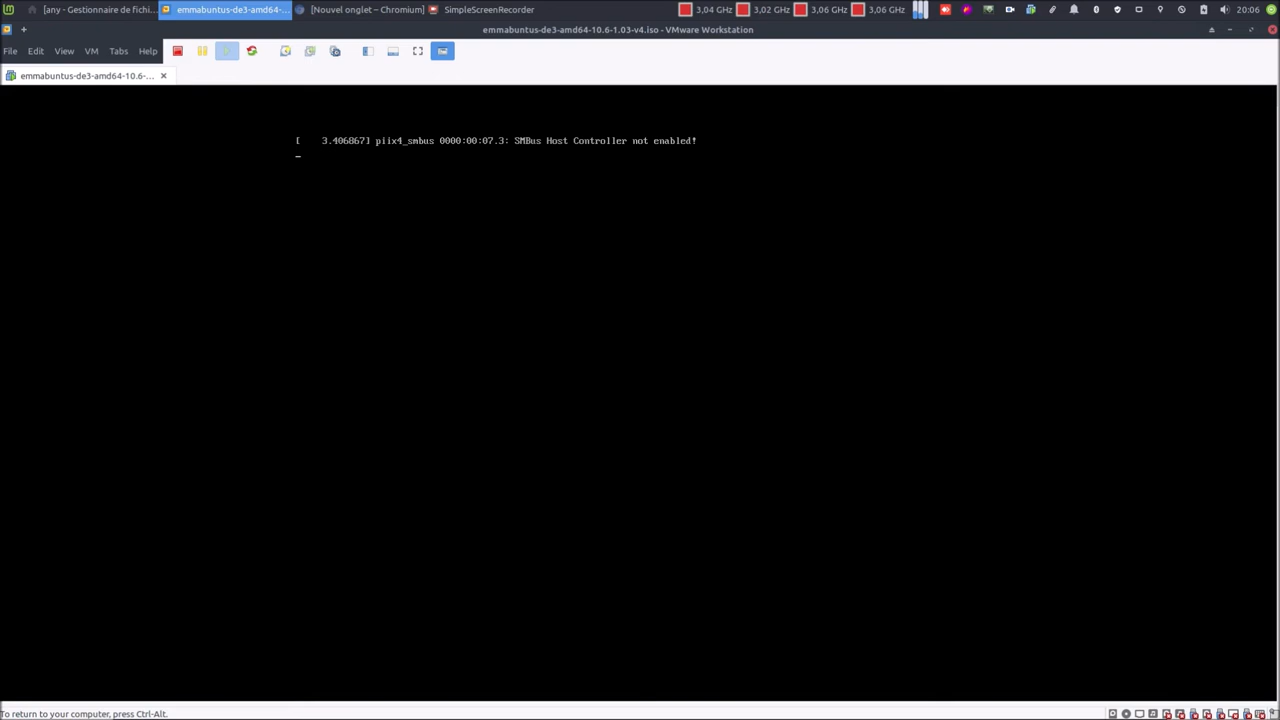 [any - Gestionnaire de fichi... emmabuntus-de3-amd64-... [Nouvel onglet – Chromium] SimpleScreenRecorder 3,04 GHz 3,02 GHz 3,06 GHz 3,06 GHz 20:06
emmabuntus-de3-amd64-10.6-1.03-v4.iso - VMware Workstation
File Edit View VM Tabs Help
emmabuntus-de3-amd64-10.6-...
[    3.406867] piix4_smbus 0000:00:07.3: SMBus Host Controller not enabled!
To return to your computer, press Ctrl-Alt.